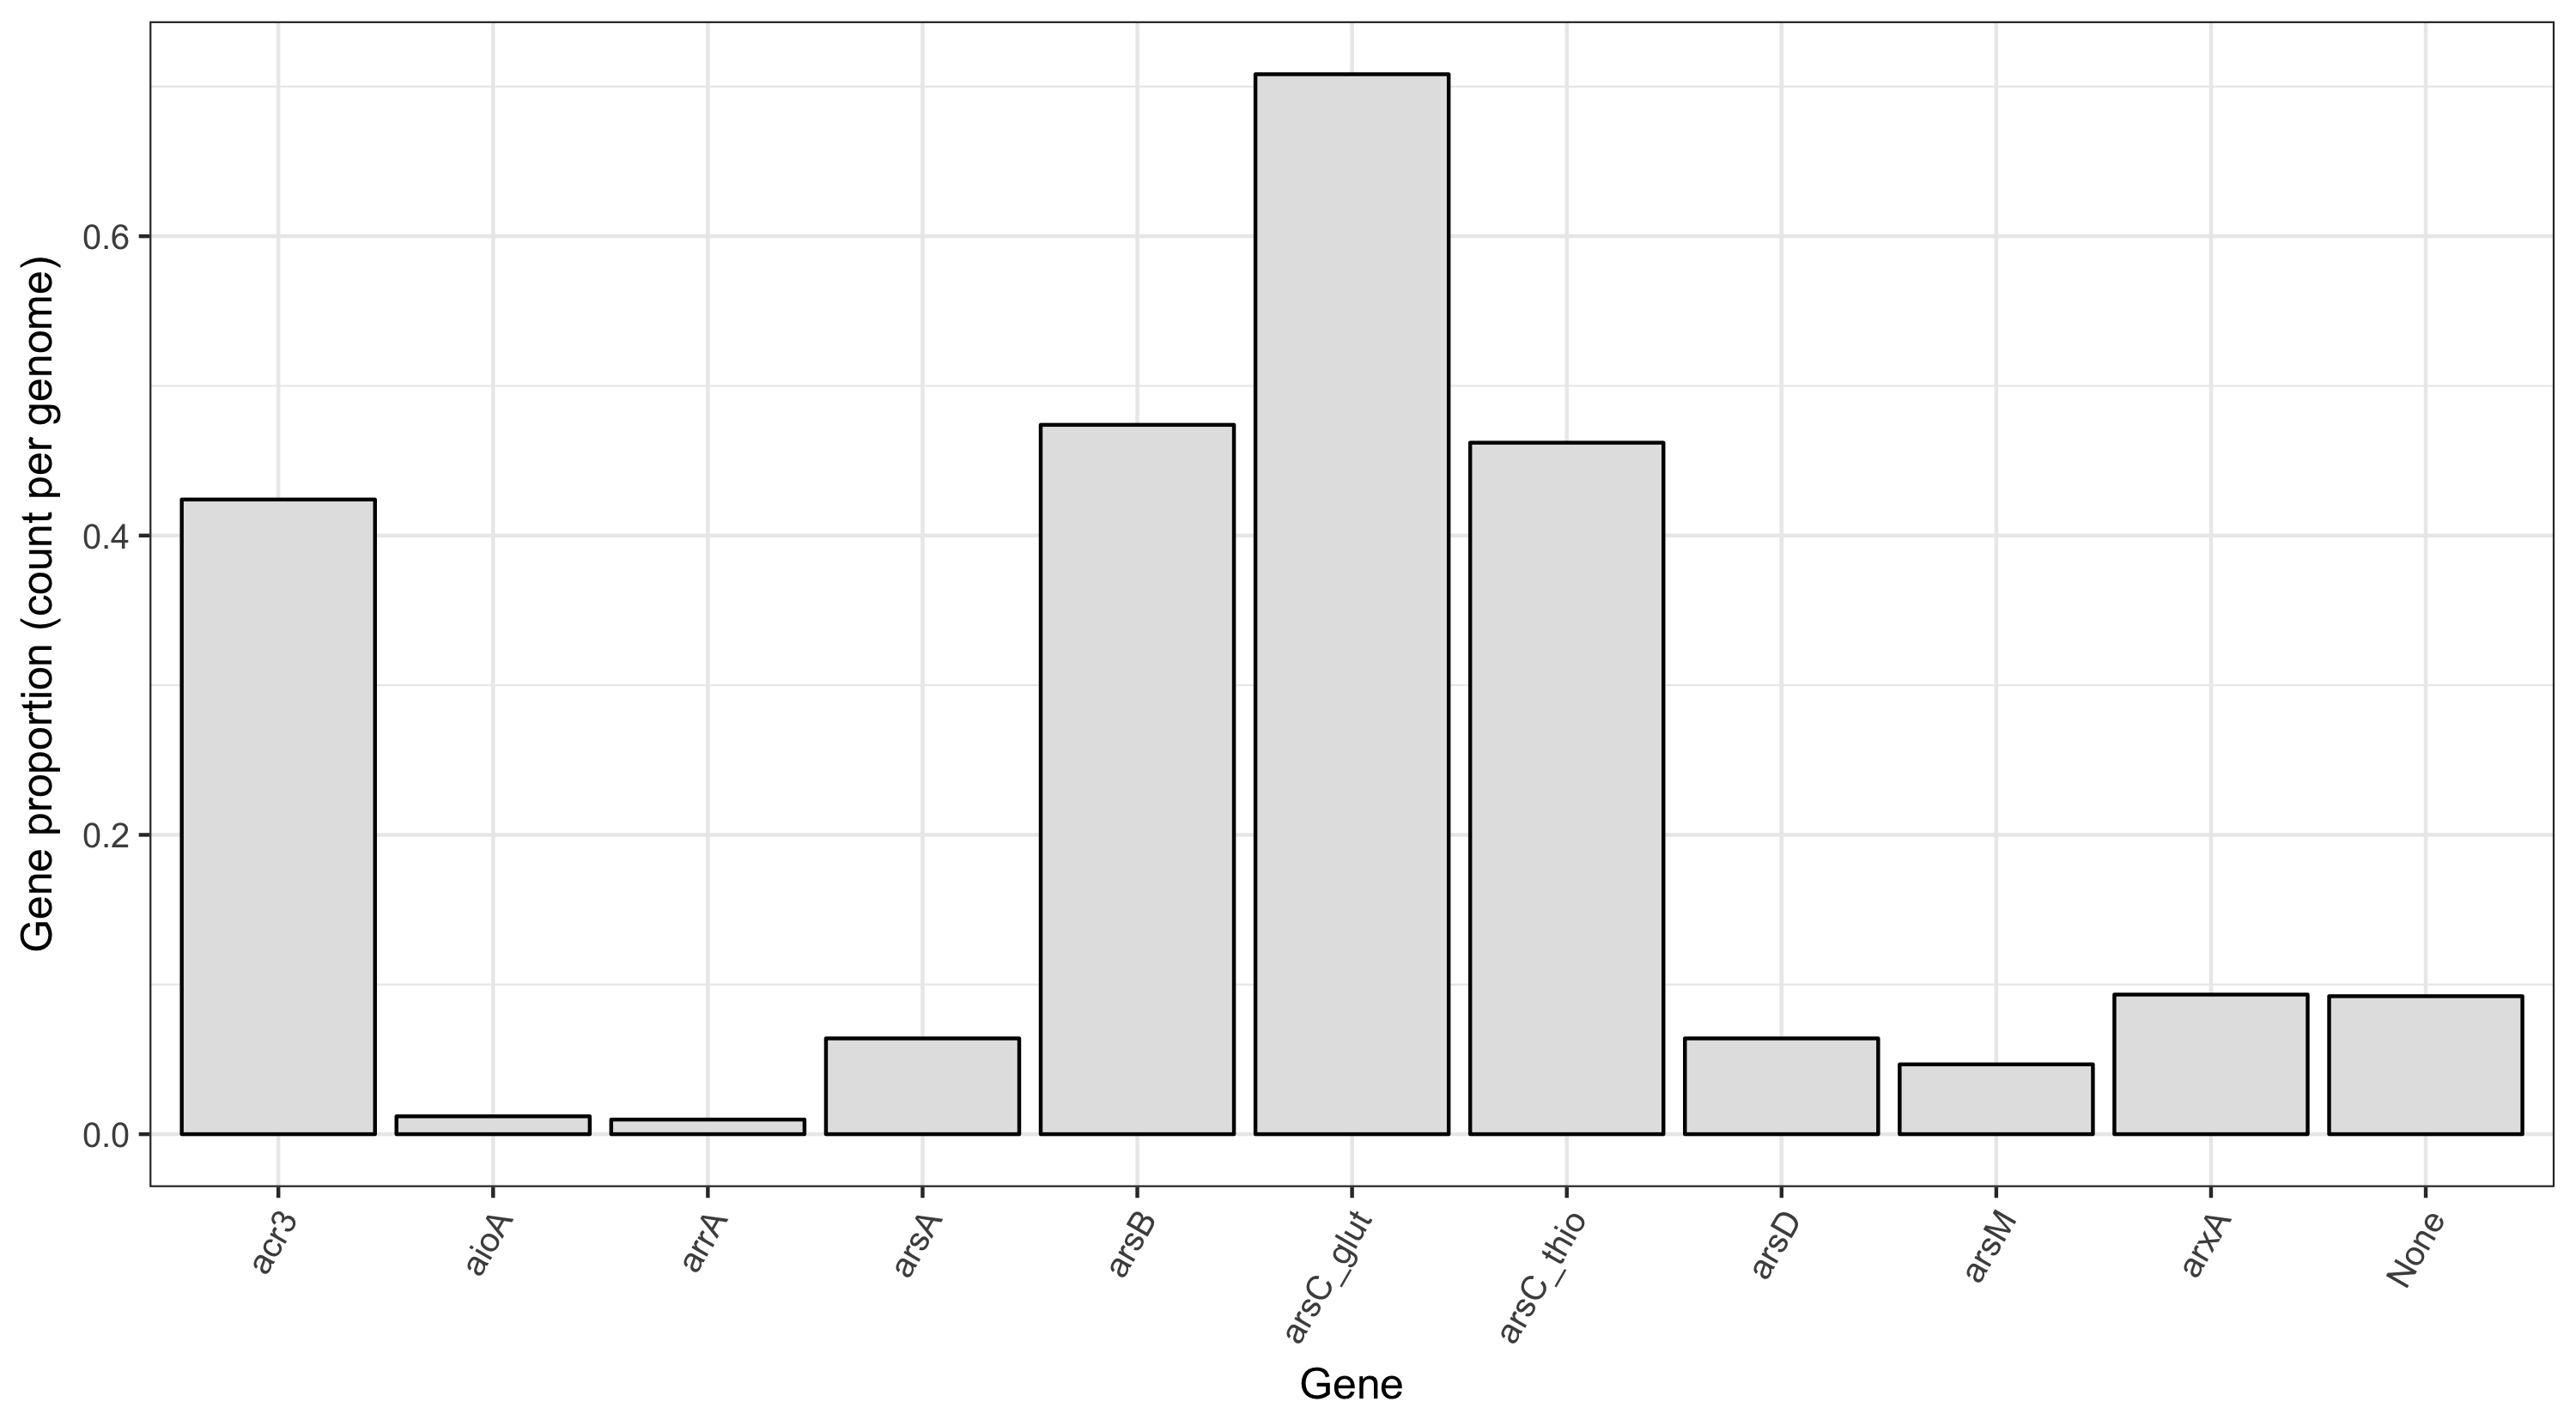 Gene proportion (count per genome)
0.6
0.4
0.2
0.0
acr3
aioA
arrA
arsA
arsB
arsC_glut
arsC_thio
arsD
arsM
arxA
None
Gene